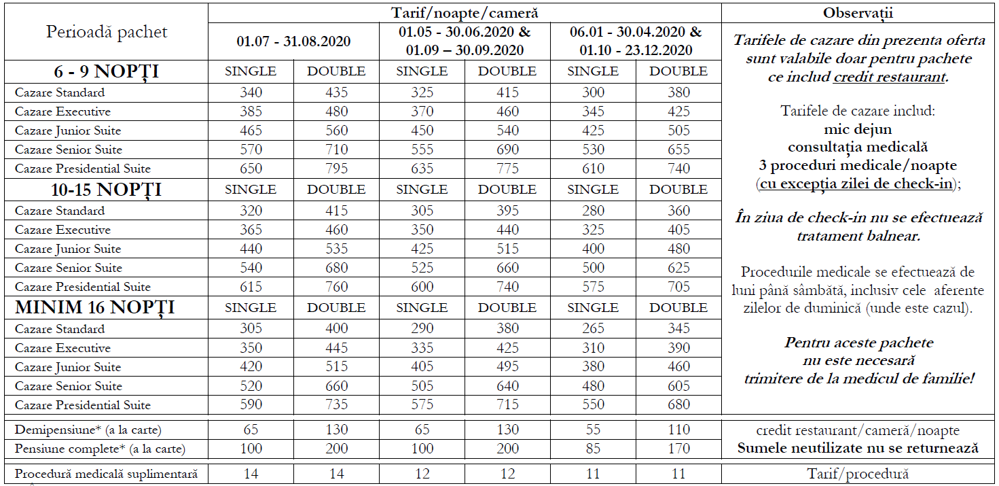 Perioadă pachet Tarif/noapte/cameră Observații
01.07 - 31.08.2020 01.05 - 30.06.2020 & 01.09 – 30.09.2020 06.01 - 30.04.2020 & 01.10 - 23.12.2020
6 - 9 NOPȚI SINGLE DOUBLE SINGLE DOUBLE SINGLE DOUBLE
Cazare Standard 340 435 325 415 300 380
Cazare Executive 385 480 370 460 345 425
Cazare Junior Suite 465 560 450 540 425 505
Cazare Senior Suite 570 710 555 690 530 655
Cazare Presidential Suite 650 795 635 775 610 740
10-15 NOPȚI SINGLE DOUBLE SINGLE DOUBLE SINGLE DOUBLE
Cazare Standard 320 415 305 395 280 360
Cazare Executive 365 460 350 440 325 405
Cazare Junior Suite 440 535 425 515 400 480
Cazare Senior Suite 540 680 525 660 500 625
Cazare Presidential Suite 615 760 600 740 575 705
MINIM 16 NOPȚI SINGLE DOUBLE SINGLE DOUBLE SINGLE DOUBLE
Cazare Standard 305 400 290 380 265 345
Cazare Executive 350 445 335 425 310 390
Cazare Junior Suite 420 515 405 495 380 460
Cazare Senior Suite 520 660 505 640 480 605
Cazare Presidential Suite 590 735 575 715 550 680
Tarifele de cazare din prezenta oferta
sunt valabile doar pentru pachete
ce includ credit restaurant.
Tarifele de cazare includ:
mic dejun
consultația medicală
3 proceduri medicale/noapte
(cu excepția zilei de check-in);
În ziua de check-in nu se efectuează
tratament balnear.
Procedurile medicale se efectuează de
luni până sâmbătă, inclusiv cele aferente
zilelor de duminică (unde este cazul).
Pentru aceste pachete
nu este necesară
trimitere de la medicul de familie!
Demipensiune* (a la carte) 65 130 65 130 55 110 credit restaurant/cameră/noapte
Pensiune complete* (a la carte) 100 200 100 200 85 170 Sumele neutilizate nu se returnează
Procedură medicală suplimentară 14 14 12 12 11 11 Tarif/procedură